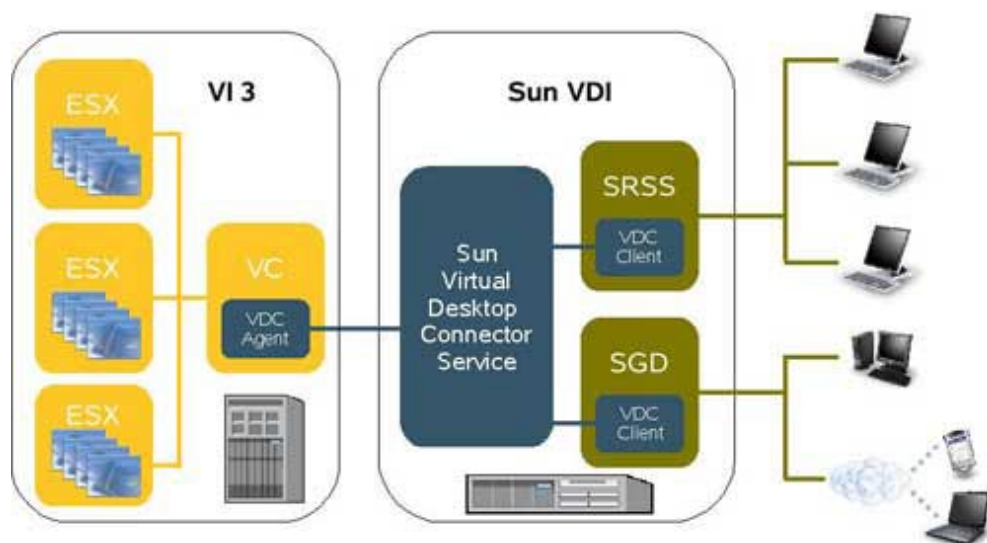 VI 3
ESX
ESX
ESX
VC
VDC
Agent
Sun VDI
Sun
Virtual
Desktop
Connector
Service
SRSS
VDC
Client
SGD
VDC
Client